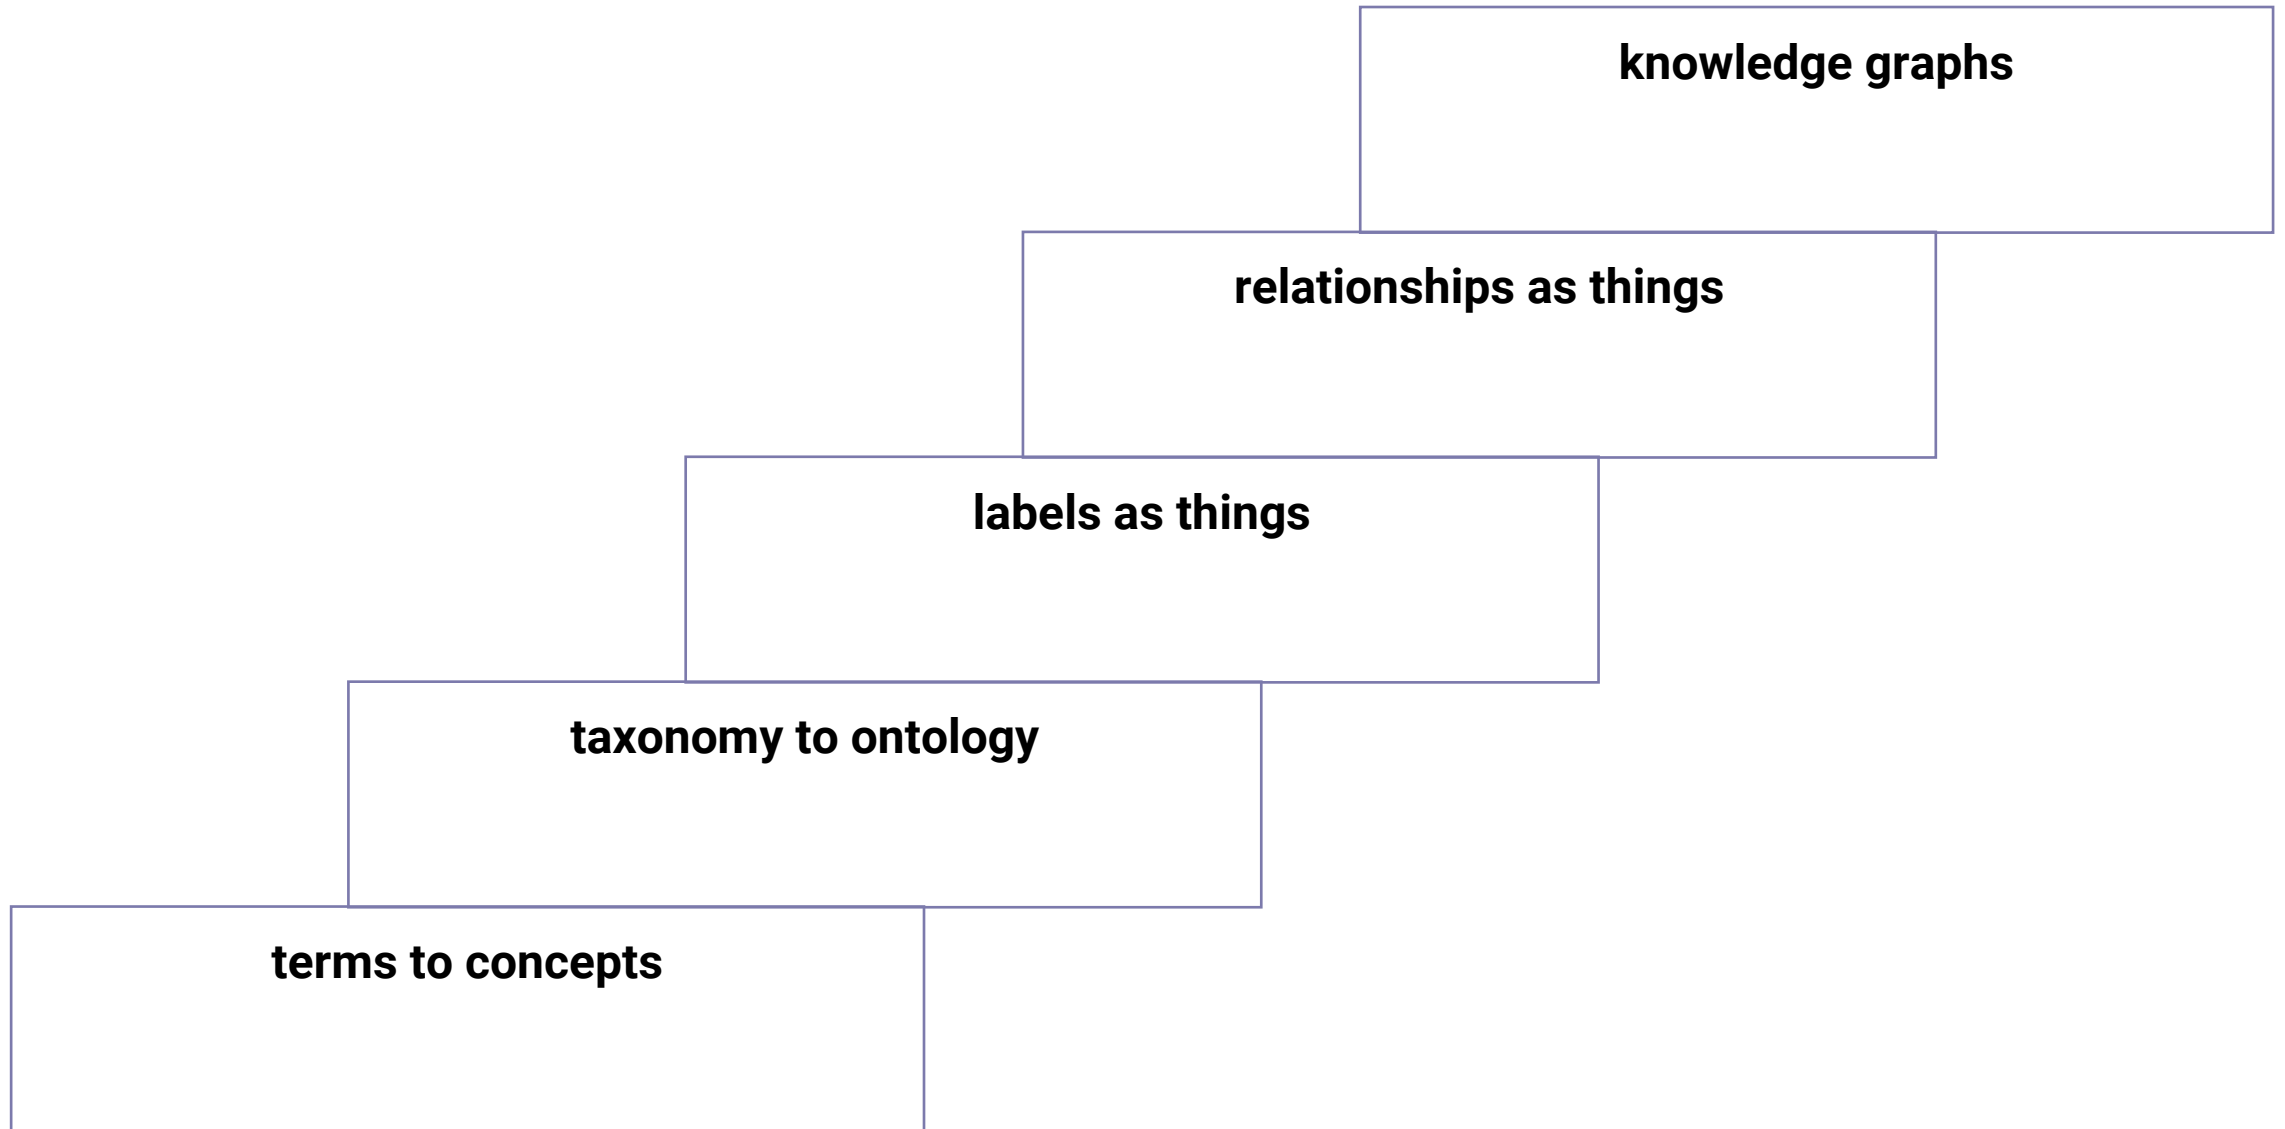 knowledge graphs
relationships as things
labels as things
taxonomy to ontology
terms to concepts